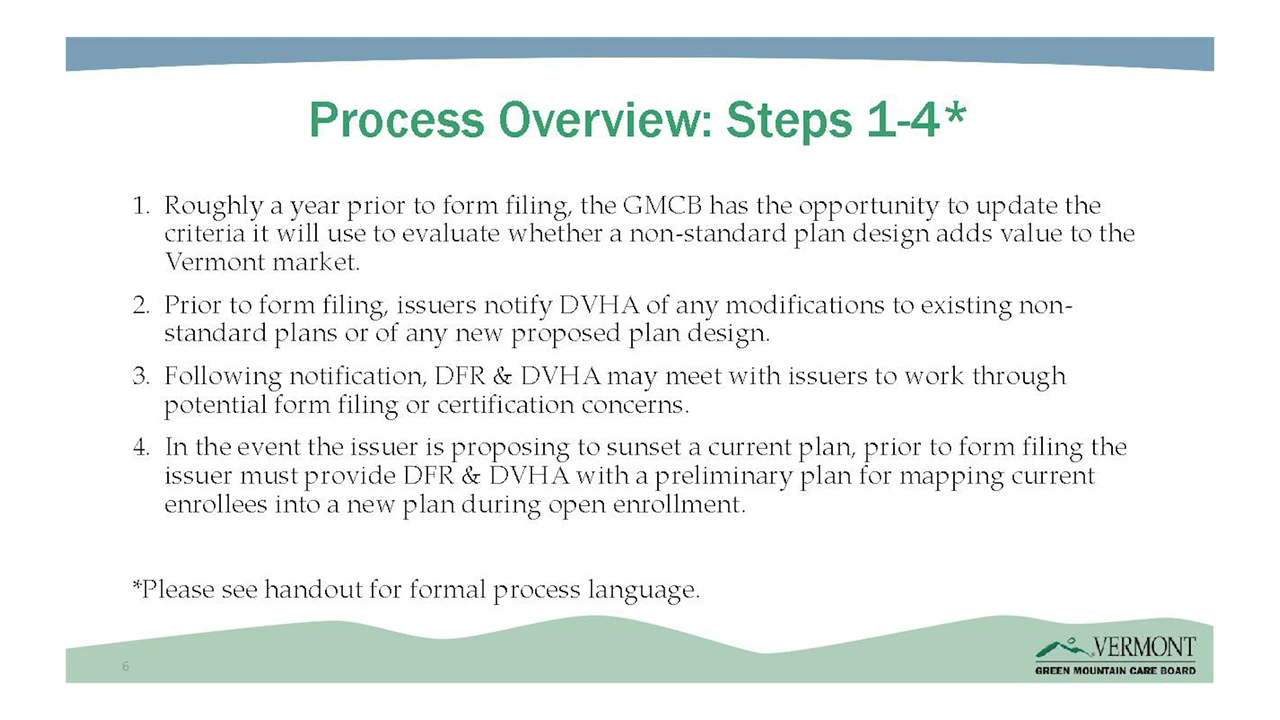 Process Overview: Steps 1-4*
1. Roughly a year prior to form filing, the GMCB has the opportunity to update the
criteria it will use to evaluate whether a non-standard plan design adds value to the
Vermont market.
2. Prior to form filing, issuers notify DVHA of any modifications to existing non-
standard plans or of any new proposed plan design.
3. Following notification, DFR & DVHA may meet with issuers to work through
potential form filing or certification concerns.
4. In the event the issuer is proposing to sunset a current plan, prior to form filing the
issuer must provide DFR & DVHA with a preliminary plan for mapping current
enrollees into a new plan during open enrollment.
*Please see handout for formal process language.
6
VERMONT
GREEN MOUNTAIN CARE BOARD